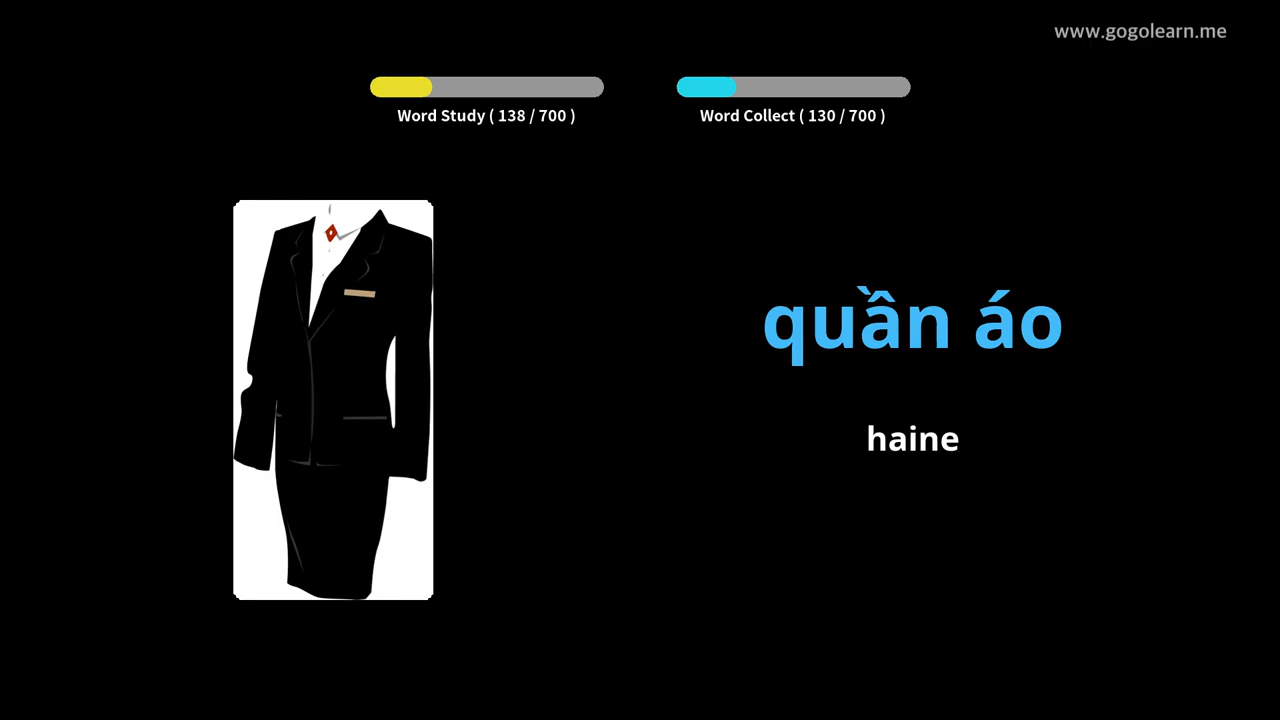 www.gogolearn.me
Word Study ( 138 / 700 )
Word Collect ( 130 / 700 )
quần áo
haine